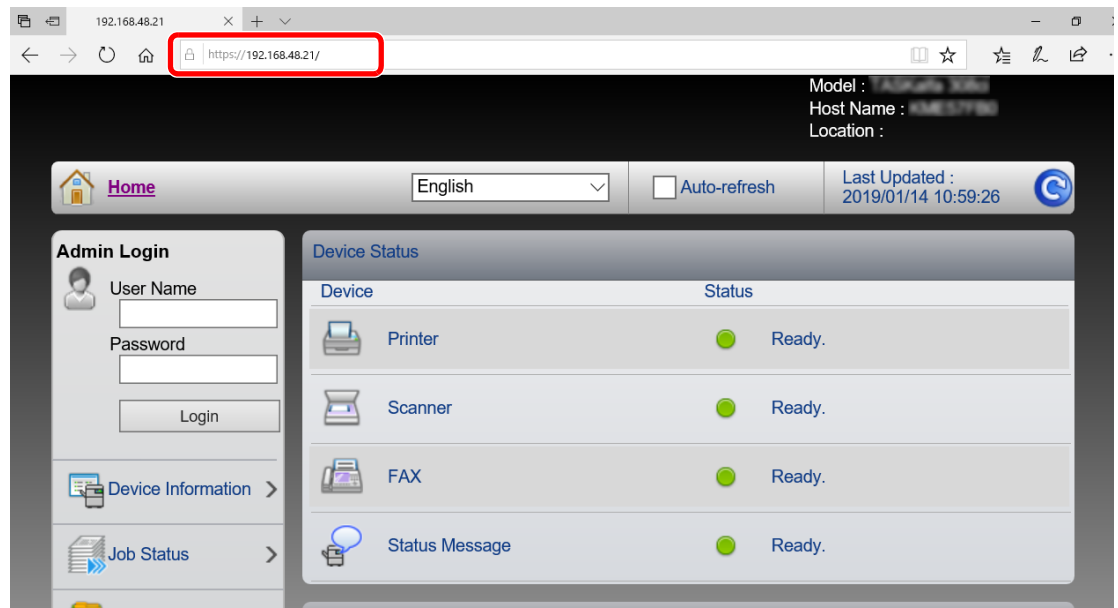 192.168.48.21
https://192.168.48.21/
Model :
Host Name :
Location :
Home
English
Auto-refresh
Last Updated :
2019/01/14 10:59:26
Admin Login
User Name
Password
Login
Device Information
Job Status
Device Status
Device Status
Printer Ready.
Scanner Ready.
FAX Ready.
Status Message Ready.